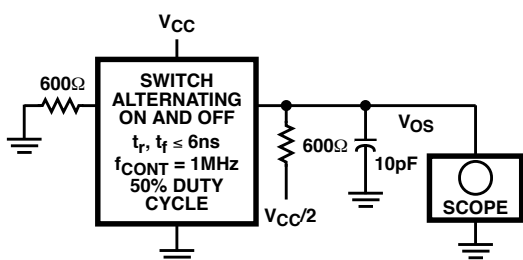 VCC
600Ω
SWITCH
ALTERNATING
ON AND OFF
tr, tf ≤ 6ns
fCONT = 1MHz
50% DUTY
CYCLE
600Ω
VCC/2
10pF
VOS
SCOPE